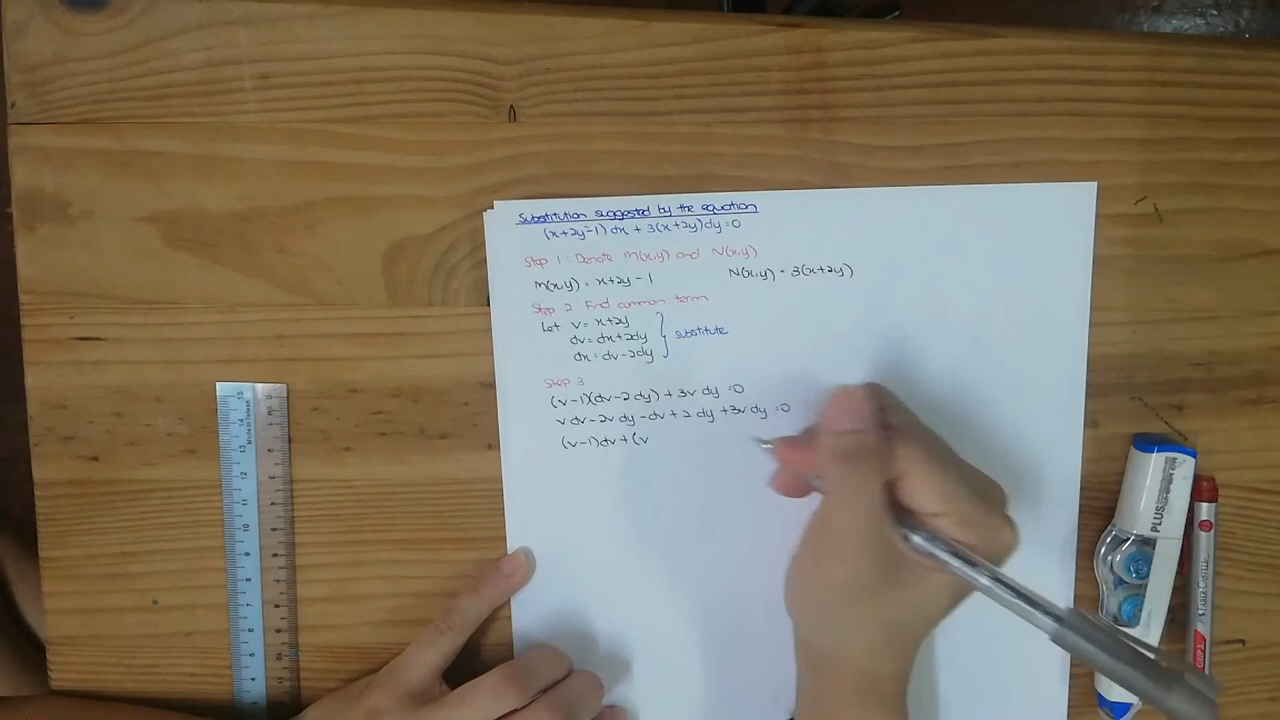 Substitution suggested by the equation
(x+2y-1)dx + 3(x+2y)dy=0
Step 1: Denote M(x,y) and N(x,y)
M(x,y) = x+2y-1 N(x,y) = 3(x+2y)
Step 2 Find common term
Let v = x+2y
dv = dx+2dy
dx = dv-2dy
substitute
Step 3
(v-1)(dv-2dy) + 3v dy = 0
v dv - 2v dy - dv + 2 dy + 3v dy = 0
(v-1)dv + (v
PLUS